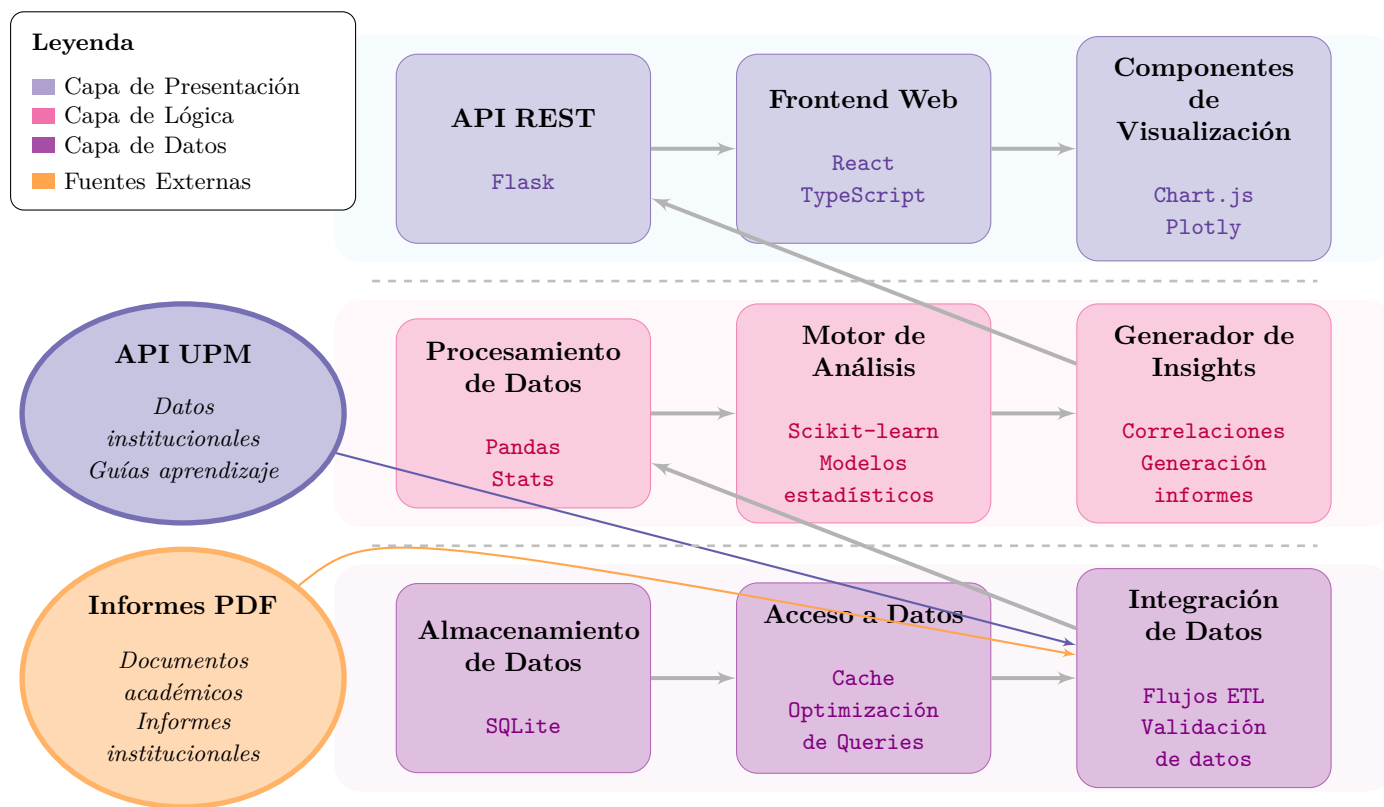 Leyenda
Capa de Presentación
Capa de Lógica
Capa de Datos
Fuentes Externas
API REST
Flask
Frontend Web
React
TypeScript
Componentes
de
Visualización
Chart.js
Plotly
API UPM
Datos
institucionales
Guías aprendizaje
Procesamiento
de Datos
Pandas
Stats
Motor de
Análisis
Scikit-learn
Modelos
estadísticos
Generador de
Insights
Correlaciones
Generación
informes
Informes PDF
Documentos
académicos
Informes
institucionales
Almacenamiento
de Datos
SQLite
Acceso a Datos
Cache
Optimización
de Queries
Integración
de Datos
Flujos ETL
Validación
de datos